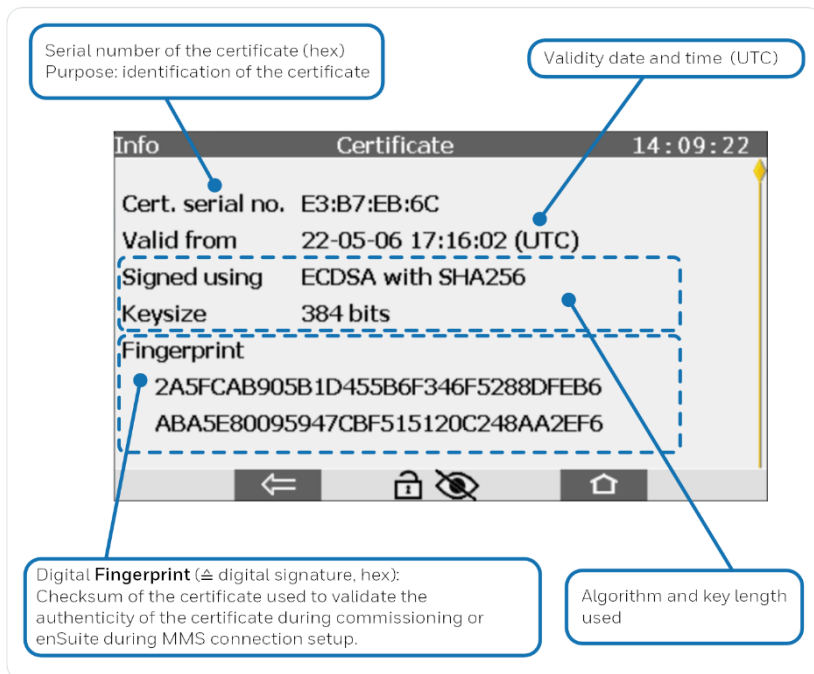 Serial number of the certificate (hex)
Purpose: identification of the certificate
Validity date and time (UTC)
Info Certificate 14:09:22
Cert. serial no. E3:B7:EB:6C
Valid from 22-05-06 17:16:02 (UTC)
Signed using ECDSA with SHA256
Keysize 384 bits
Fingerprint
2A5FCAB905B1D455B6F346F5288DFEB6
ABA5E80095947CBF515120C248AA2EF6
Digital Fingerprint (≙ digital signature, hex):
Checksum of the certificate used to validate the
authenticity of the certificate during commissioning or
enSuite during MMS connection setup.
Algorithm and key length
used